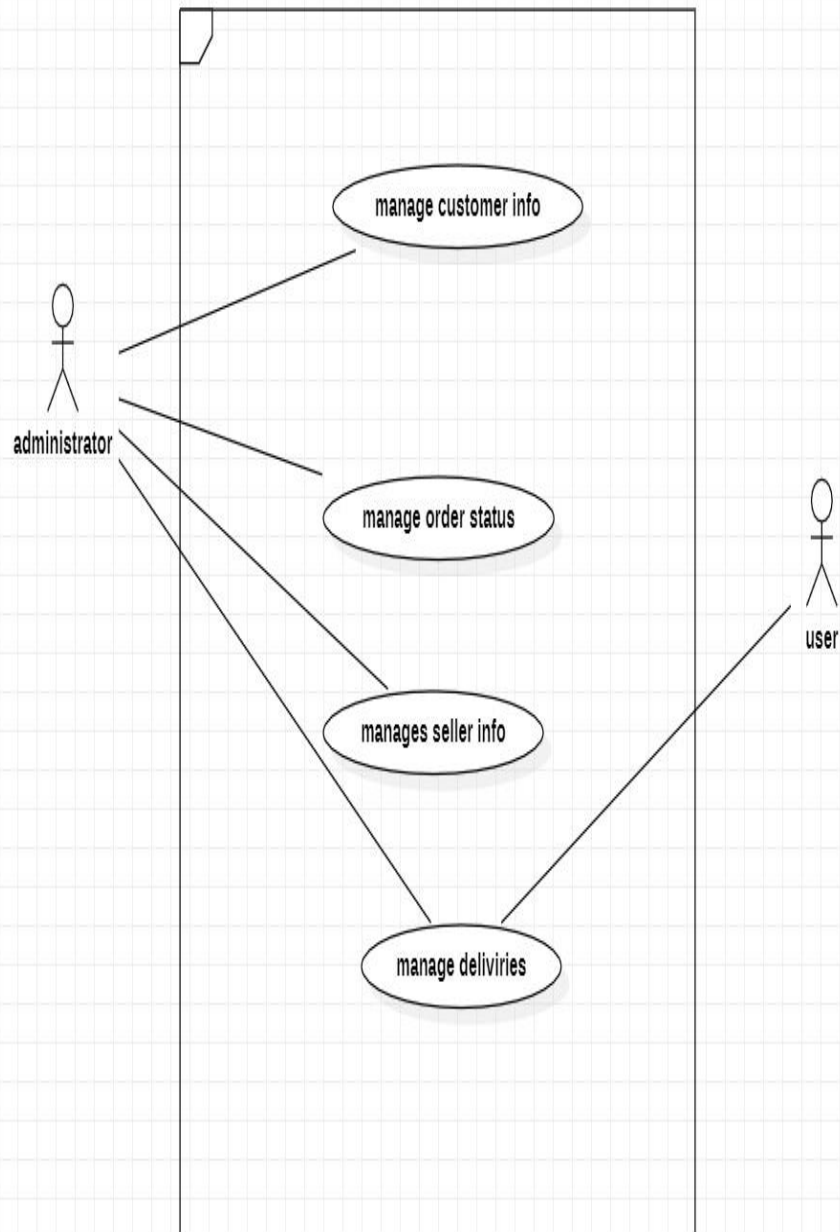 manage customer info
administrator
manage order status
user
manages seller info
manage deliviries